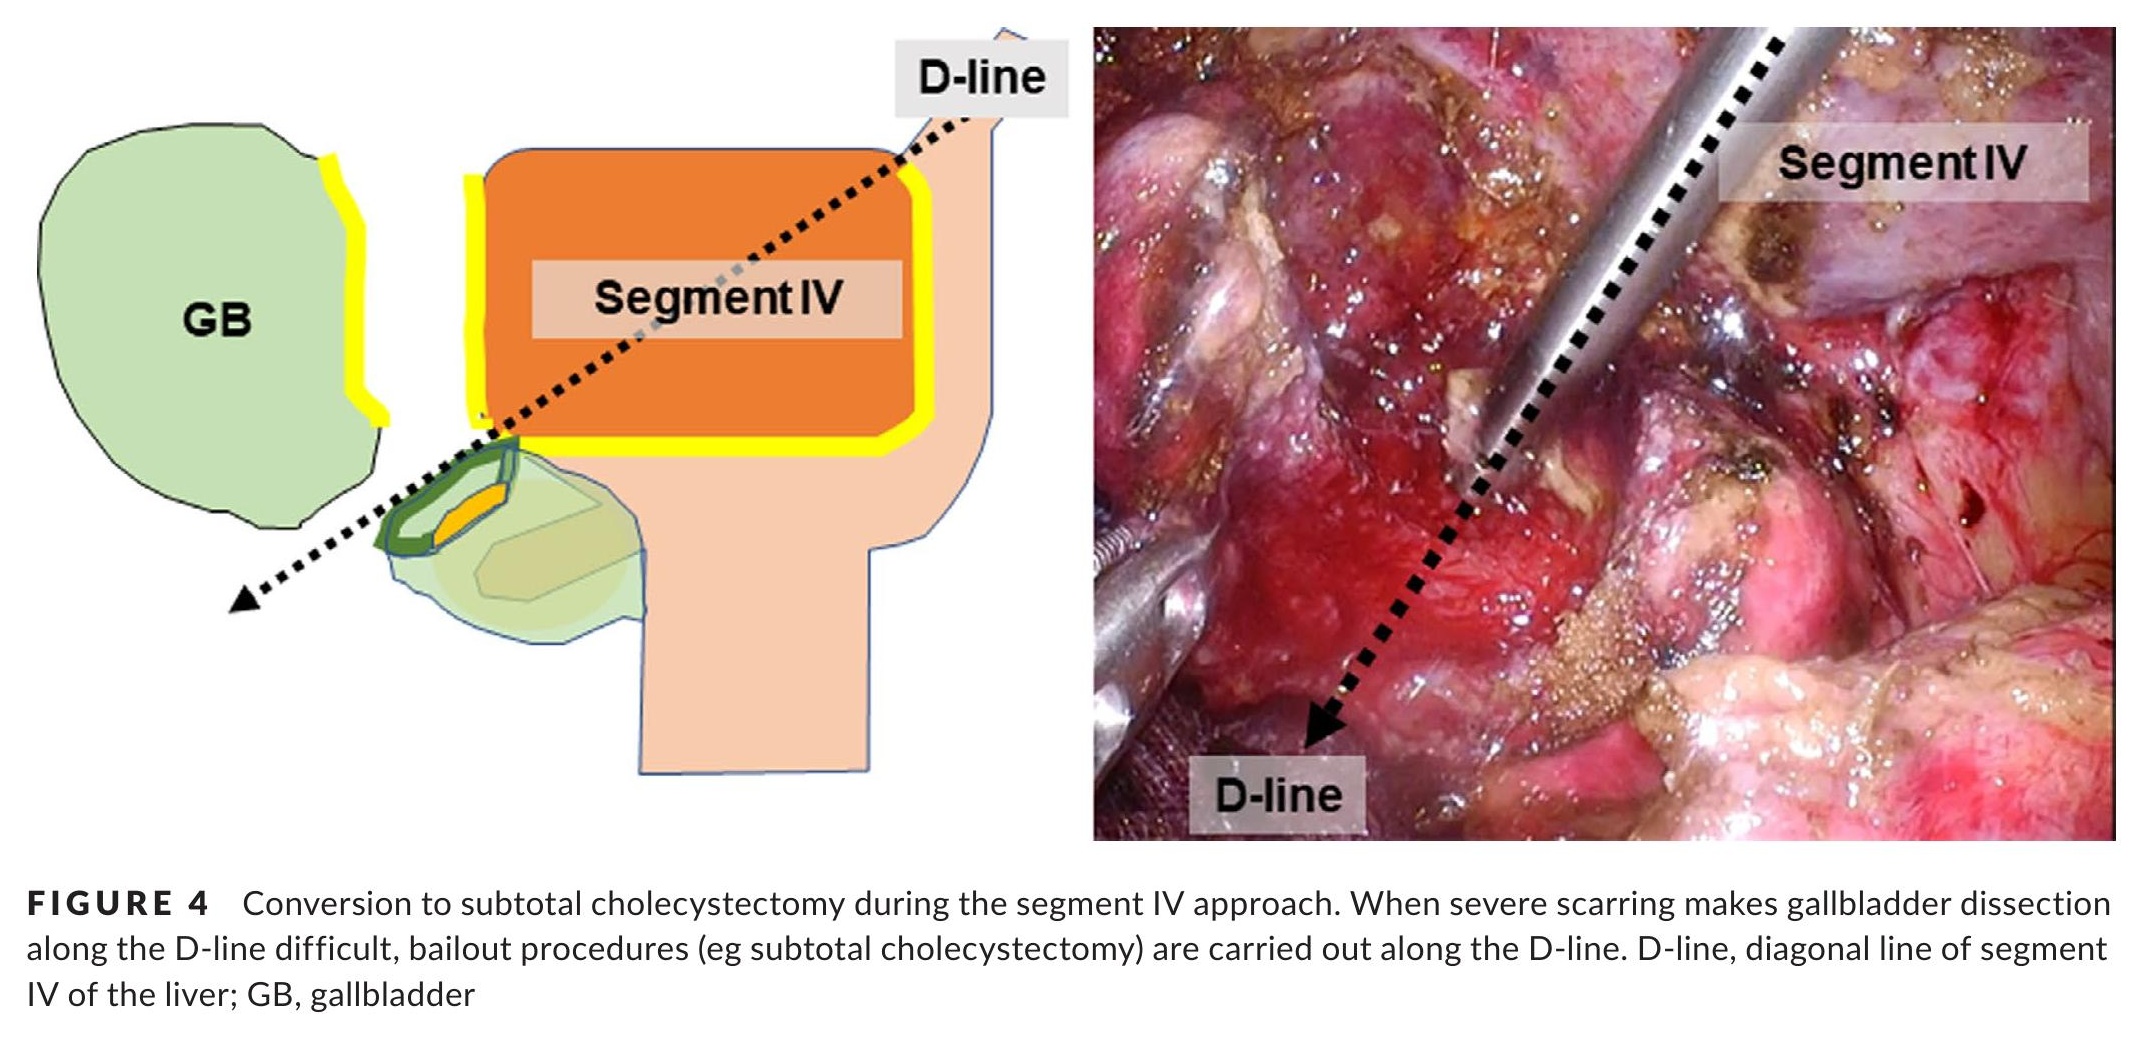 D-line
GB
Segment IV
Segment IV
D-line
FIGURE 4 Conversion to subtotal cholecystectomy during the segment IV approach. When severe scarring makes gallbladder dissection
along the D-line difficult, bailout procedures (eg subtotal cholecystectomy) are carried out along the D-line. D-line, diagonal line of segment
IV of the liver; GB, gallbladder